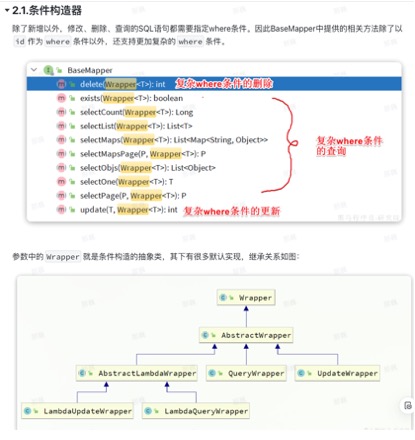 2.1.条件构造器
除了新增以外，修改、删除、查询的SQL语句都需要指定where条件。因此BaseMapper中提供的相关方法除了以
id 作为 where 条件以外，还支持更加复杂的 where 条件。
BaseMapper
delete(Wrapper<T>): int 复杂where条件的删除
exists(Wrapper<T>): boolean
selectCount(Wrapper<T>): Long
selectList(Wrapper<T>): List<T>
selectMaps(Wrapper<T>): List<Map<String, Object>>
selectMapsPage(P, Wrapper<T>): P
selectObjs(Wrapper<T>): List<Object>
selectOne(Wrapper<T>): T
selectPage(P, Wrapper<T>): P
复杂where条件
的查询
update(T, Wrapper<T>): int 复杂where条件的更新
参数中的 Wrapper 就是条件构造的抽象类，其下有很多默认实现，继承关系如图：
Wrapper
AbstractWrapper
AbstractLambdaWrapper
QueryWrapper
UpdateWrapper
LambdaUpdateWrapper
LambdaQueryWrapper